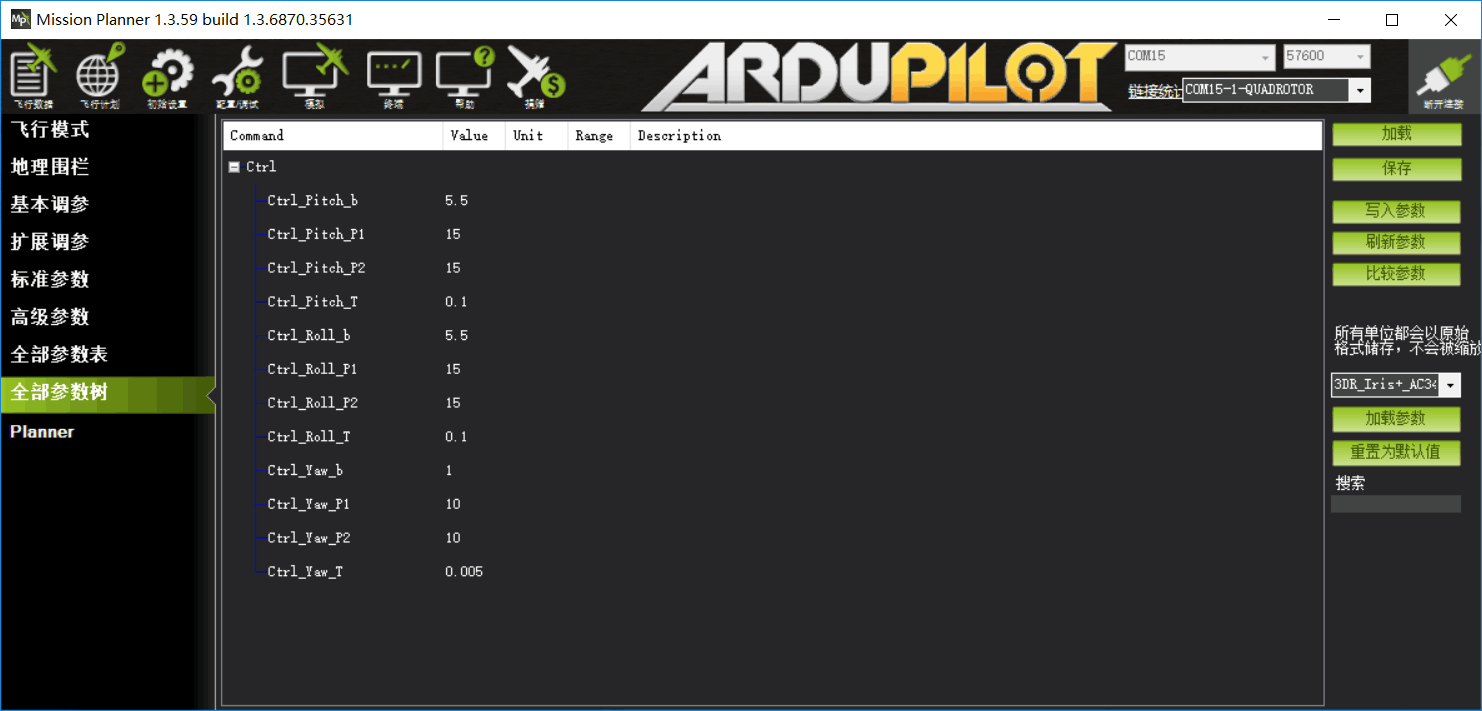 Mission Planner 1.3.59 build 1.3.6870.35631
飞行数据 飞行计划 初始设置 配置/调试 模拟 终端 帮助 捐赠
ARDUPILOT
COM15 57600
链接统计 COM15-1-QUADROTOR
断开连接
飞行模式
地理围栏
基本调参
扩展调参
标准参数
高级参数
全部参数表
全部参数树
Planner
Command Value Unit Range Description
Ctrl
Ctrl_Pitch_b 5.5
Ctrl_Pitch_P1 15
Ctrl_Pitch_P2 15
Ctrl_Pitch_T 0.1
Ctrl_Roll_b 5.5
Ctrl_Roll_P1 15
Ctrl_Roll_P2 15
Ctrl_Roll_T 0.1
Ctrl_Yaw_b 1
Ctrl_Yaw_P1 10
Ctrl_Yaw_P2 10
Ctrl_Yaw_T 0.005
加载
保存
写入参数
刷新参数
比较参数
所有单位都会以原始
格式储存，不会被缩放
3DR_Iris+_AC34
加载参数
重置为默认值
搜索